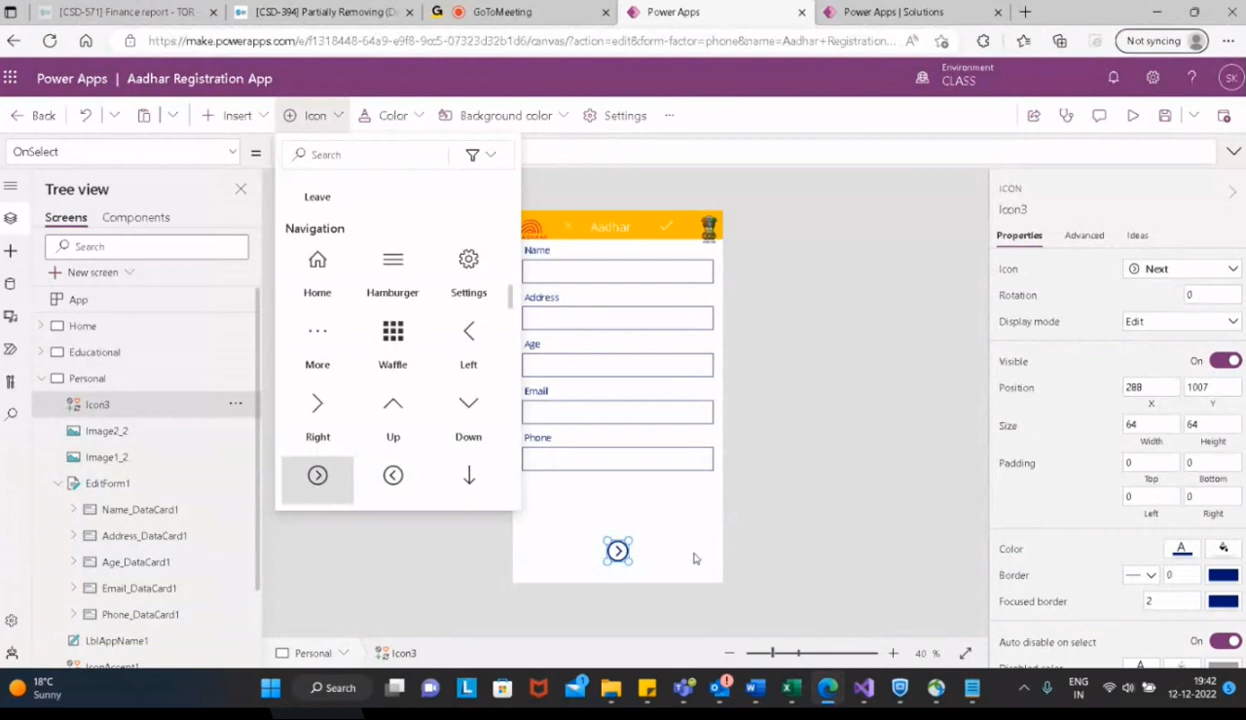 [CSD-571] Finance report - TOR -
[CSD-394] Partially Removing (D
GoToMeeting
Power Apps
Power Apps | Solutions
https://make.powerapps.com/e/f1318448-64a9-e9f8-9cc5-07323d32d1d6/canvas/?action=edit&form-factor=phone&name=Aadhar+Registration...
Not syncing
Power Apps | Aadhar Registration App
Environment
CLASS
SK
Back
Insert
Icon
Color
Background color
Settings
OnSelect
=
Tree view
Screens
Components
Search
New screen
App
Home
Educational
Personal
Icon3
Image2_2
Image1_2
EditForm1
Name_DataCard1
Address_DataCard1
Age_DataCard1
Email_DataCard1
Phone_DataCard1
LblAppName1
IconAccept1
Search
Leave
Navigation
Home
Hamburger
Settings
More
Waffle
Left
Right
Up
Down
Aadhar
Name
Address
Age
Email
Phone
ICON
Icon3
Properties
Advanced
Ideas
Icon
Next
Rotation
0
Display mode
Edit
Visible
On
Position
288
1007
X
Y
Size
64
64
Width
Height
Padding
0
0
Top
Bottom
0
0
Left
Right
Color
Border
0
Focused border
2
Auto disable on select
On
Disabled color
Personal
Icon3
40 %
18°C
Sunny
Search
ENG
IN
19:42
12-12-2022
5